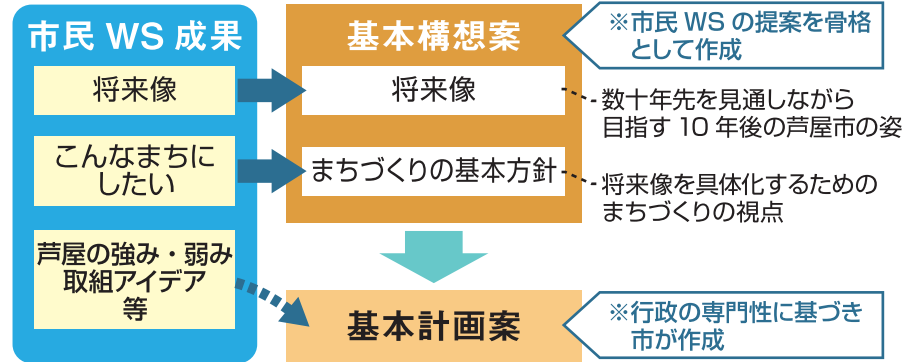 市民 WS 成果
将来像
こんなまちに
したい
芦屋の強み・弱み
取組アイデア
等
基本構想案
将来像
まちづくりの基本方針
※市民 WS の提案を骨格
として作成
数十年先を見通しながら
目指す 10 年後の芦屋市の姿
将来像を具体化するための
まちづくりの視点
基本計画案
※行政の専門性に基づき
市が作成